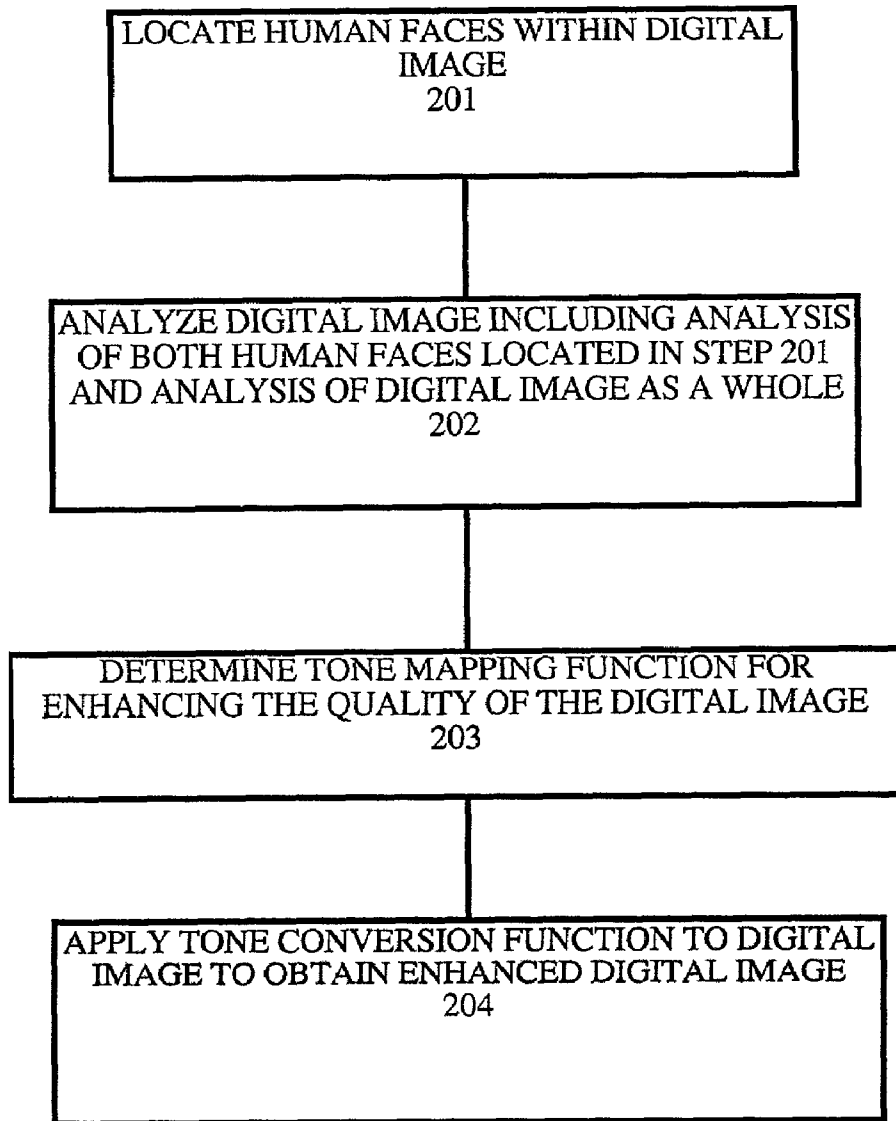 LOCATE HUMAN FACES WITHIN DIGITAL
IMAGE
201
ANALYZE DIGITAL IMAGE INCLUDING ANALYSIS
OF BOTH HUMAN FACES LOCATED IN STEP 201
AND ANALYSIS OF DIGITAL IMAGE AS A WHOLE
202
DETERMINE TONE MAPPING FUNCTION FOR
ENHANCING THE QUALITY OF THE DIGITAL IMAGE
203
APPLY TONE CONVERSION FUNCTION TO DIGITAL
IMAGE TO OBTAIN ENHANCED DIGITAL IMAGE
204